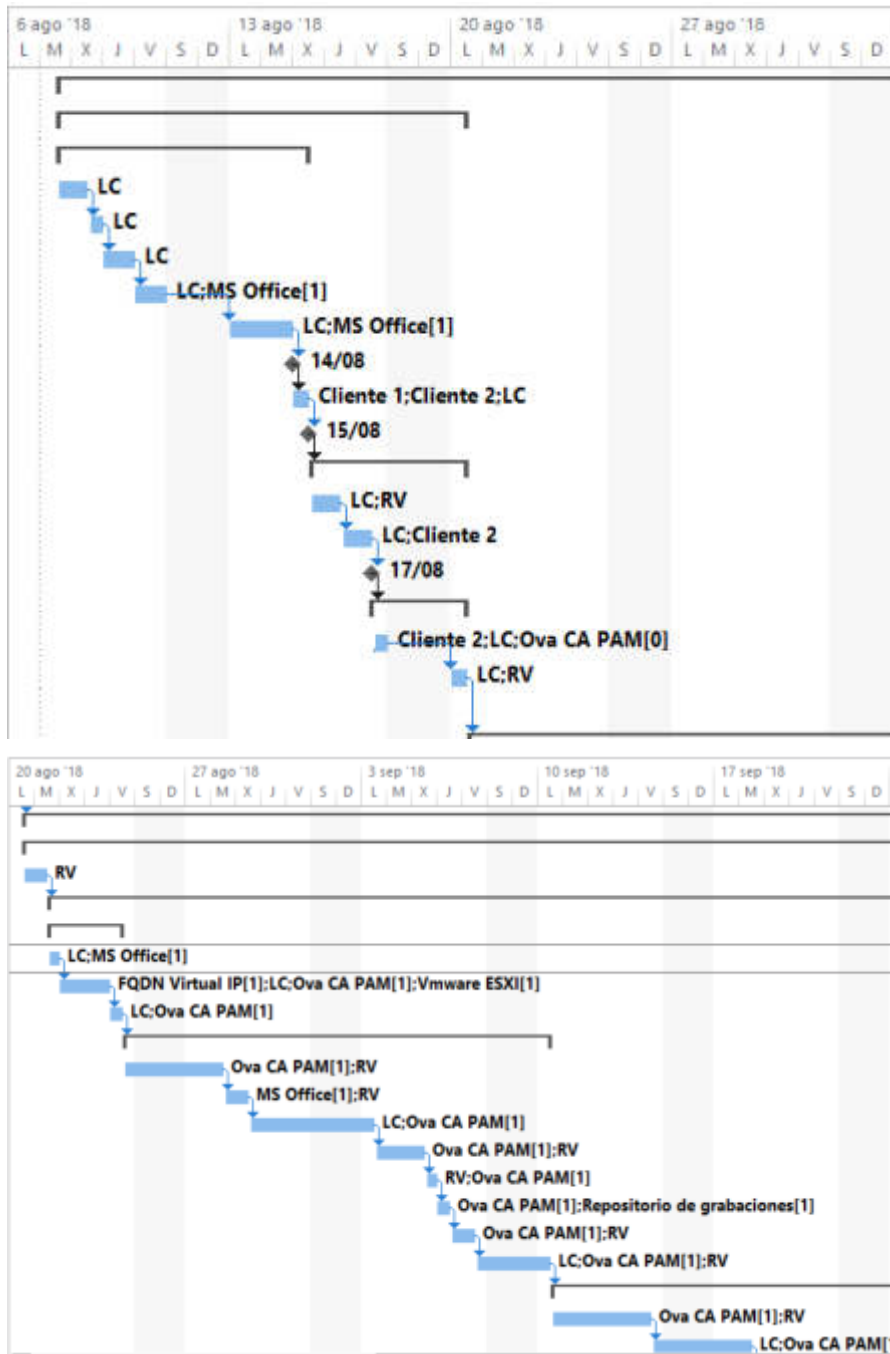 6 ago '18 13 ago '18 20 ago '18 27 ago '18
L M X J V S D L M X J V S D L M X J V S D L M X J V S D
LC
LC
LC
LC;MS Office[1]
LC;MS Office[1]
14/08
Cliente 1;Cliente 2;LC
15/08
LC;RV
LC;Cliente 2
17/08
Cliente 2;LC;Ova CA PAM[0]
LC;RV
20 ago '18 27 ago '18 3 sep '18 10 sep '18 17 sep '18
L M X J V S D L M X J V S D L M X J V S D L M X J V S D L M X J V S D
RV
LC;MS Office[1]
FQDN Virtual IP[1];LC;Ova CA PAM[1];Vmware ESXI[1]
LC;Ova CA PAM[1]
Ova CA PAM[1];RV
MS Office[1];RV
LC;Ova CA PAM[1]
Ova CA PAM[1];RV
RV;Ova CA PAM[1]
Ova CA PAM[1];Repositorio de grabaciones[1]
Ova CA PAM[1];RV
LC;Ova CA PAM[1];RV
Ova CA PAM[1];RV
LC;Ova CA PAM[